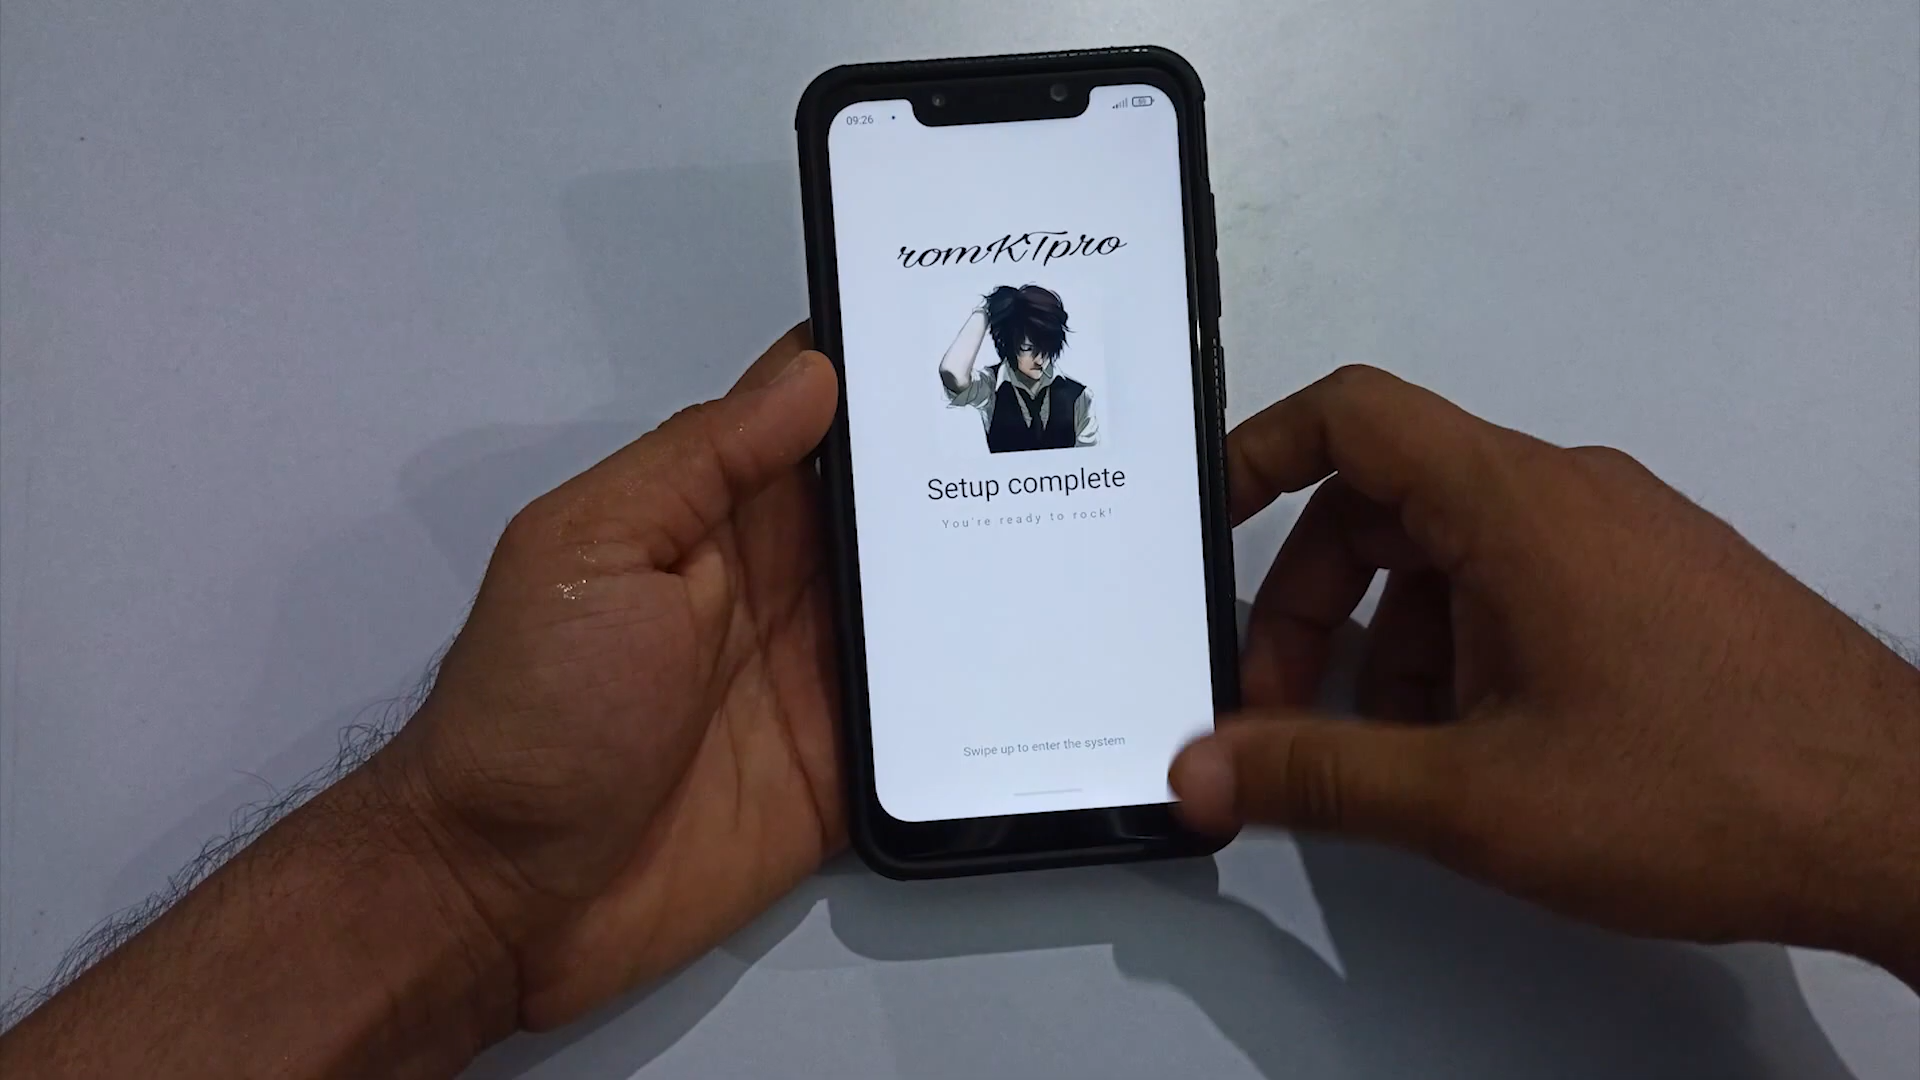 09:26
romKTpro
Setup complete
You're ready to rock!
Swipe up to enter the system